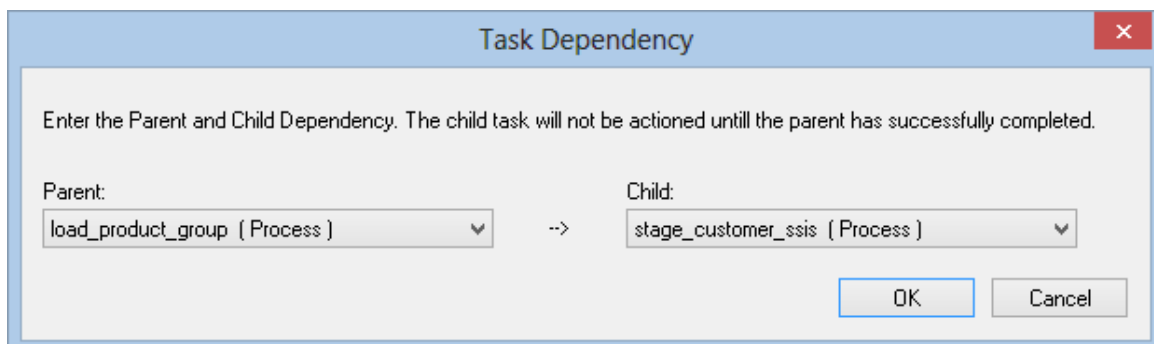 Task Dependency
Enter the Parent and Child Dependency. The child task will not be actioned untill the parent has successfully completed.
Parent:
Child:
load_product_group ( Process )
-->
stage_customer_ssis ( Process )
OK
Cancel